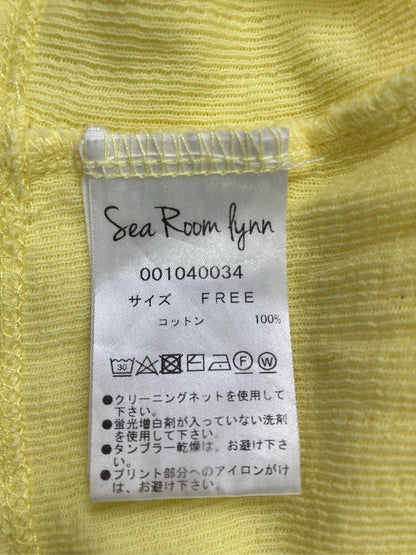 Sea Room lynn
001040034
サイズ FREE
コットン 100%
30 F W
●クリーニングネットを使用して
下さい。
●蛍光増白剤が入っていない洗剤
を使用して下さい。
●タンブラー乾燥は、お避け下さ
い。
●プリント部分へのアイロンがけ
は、お避け下さい。